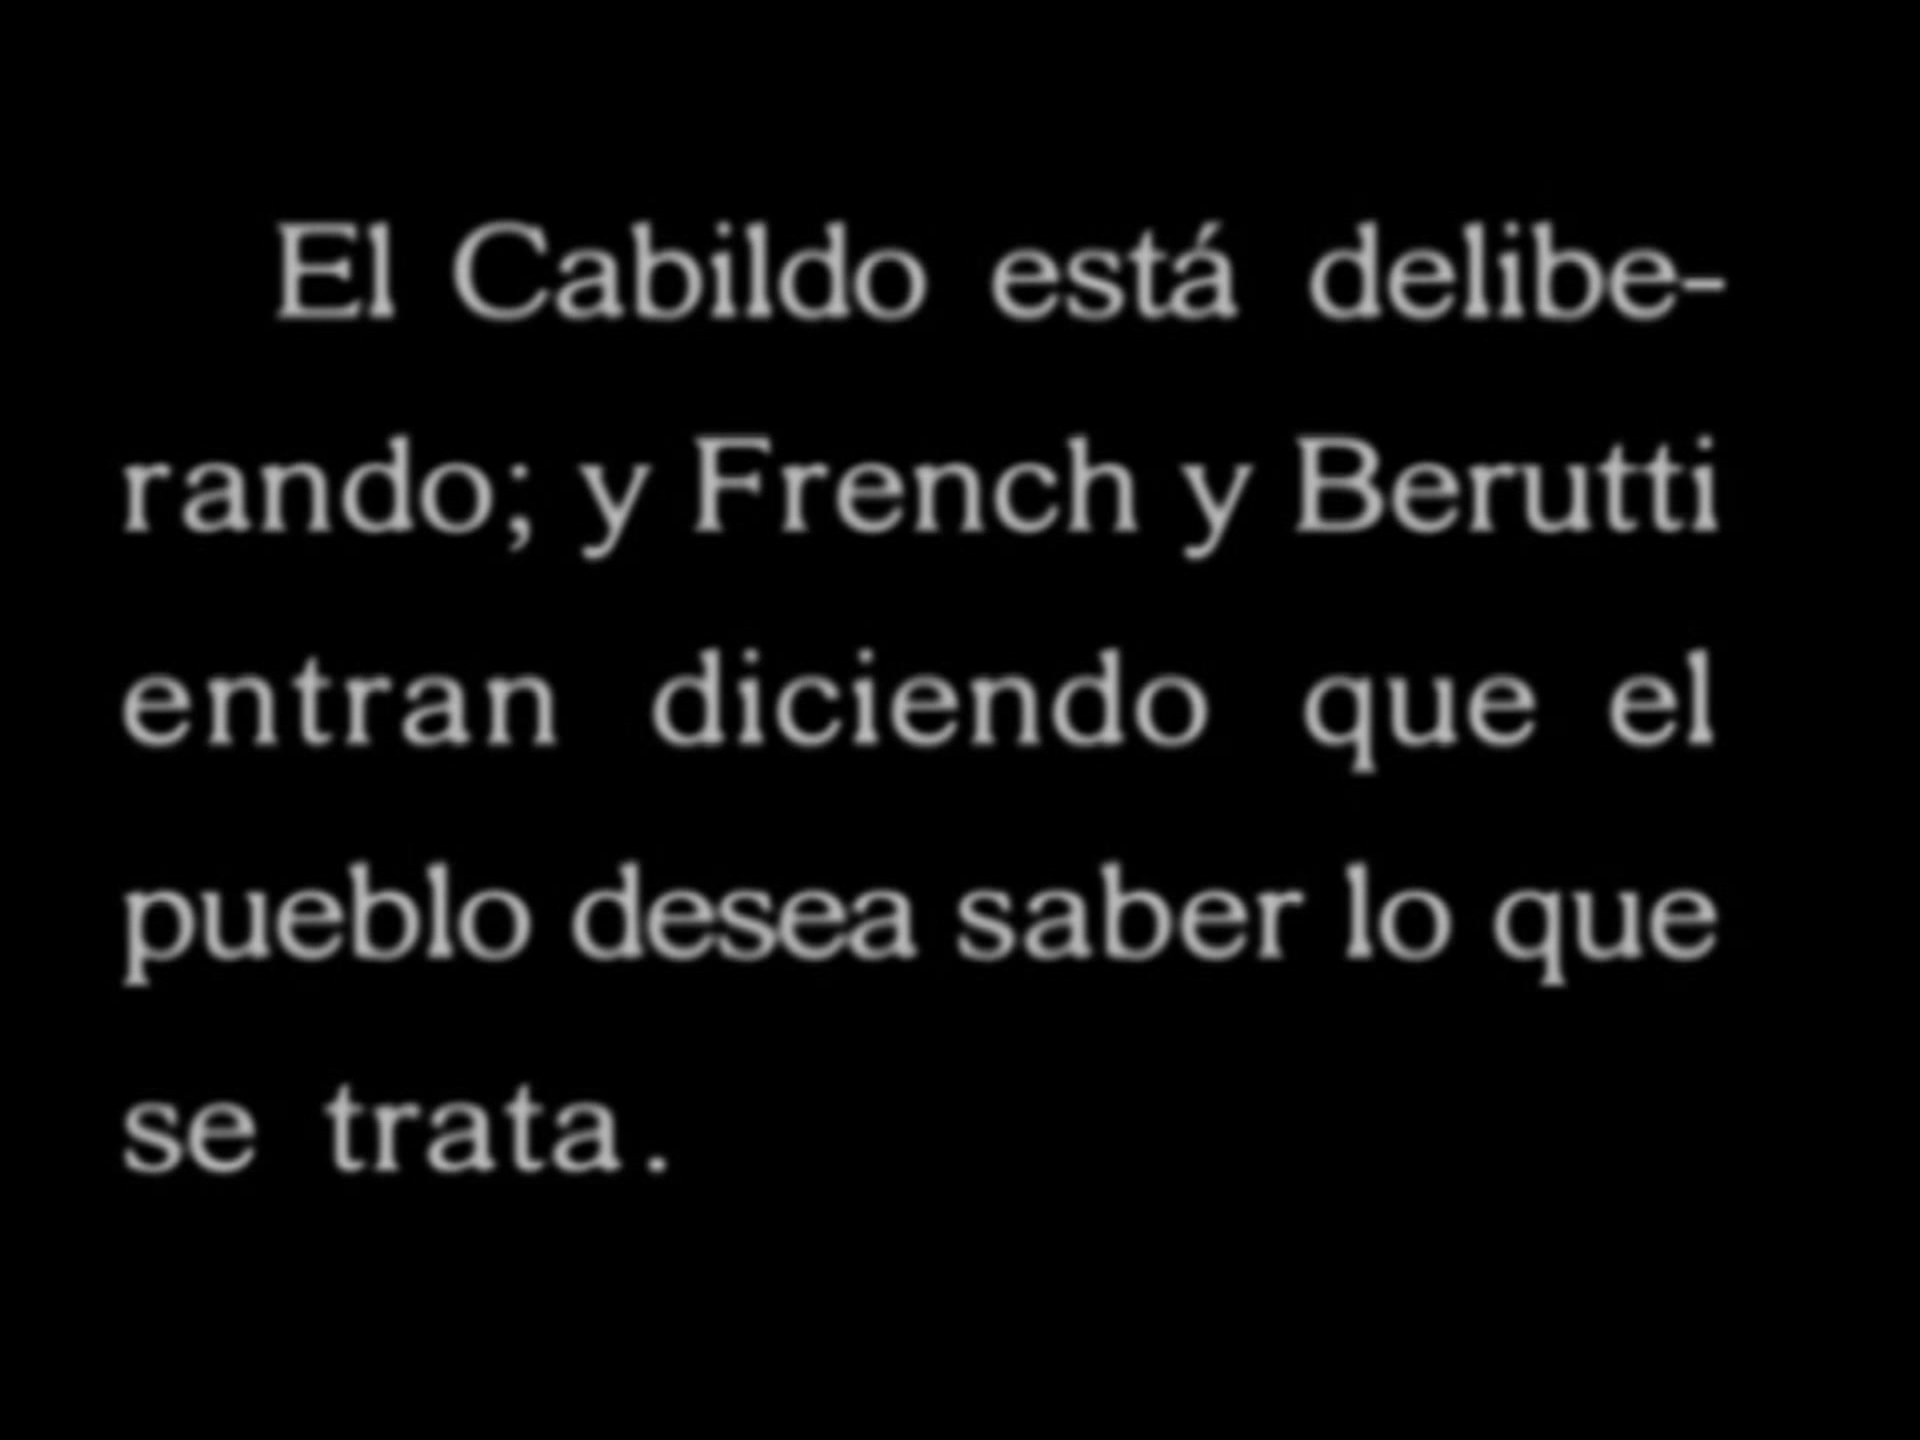 El Cabildo está delibe-
rando; y French y Berutti
entran diciendo que el
pueblo desea saber lo que
se trata.